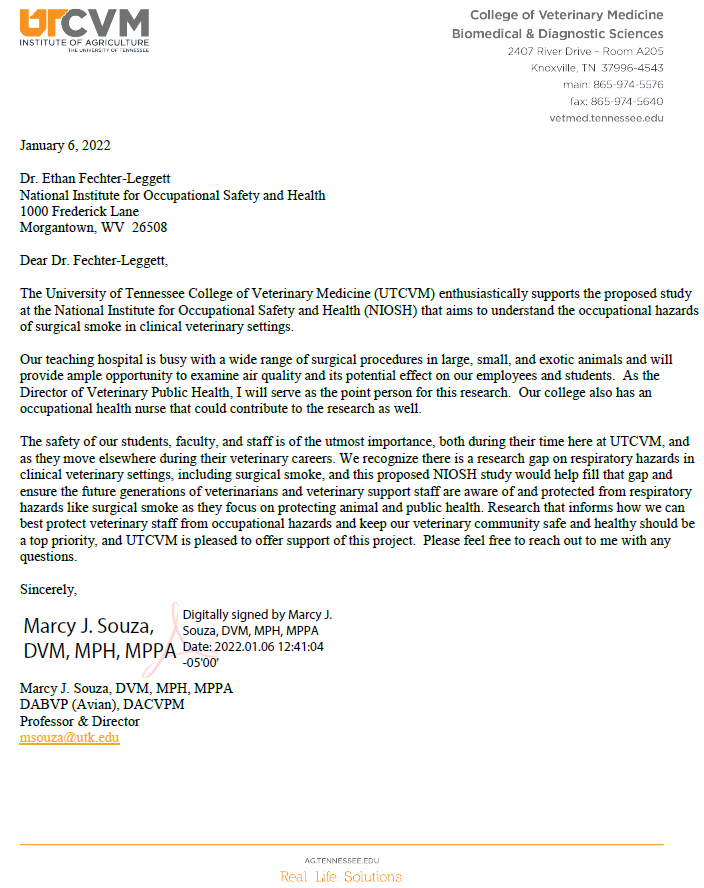 UTCVM
INSTITUTE OF AGRICULTURE
THE UNIVERSITY OF TENNESSEE
College of Veterinary Medicine
Biomedical & Diagnostic Sciences
2407 River Drive – Room A205
Knoxville, TN 37996-4543
main: 865-974-5576
fax: 865-974-5640
vetmed.tennessee.edu
January 6, 2022
Dr. Ethan Fechter-Leggett
National Institute for Occupational Safety and Health
1000 Frederick Lane
Morgantown, WV 26508
Dear Dr. Fechter-Leggett,
The University of Tennessee College of Veterinary Medicine (UTCVM) enthusiastically supports the proposed study
at the National Institute for Occupational Safety and Health (NIOSH) that aims to understand the occupational hazards
of surgical smoke in clinical veterinary settings.
Our teaching hospital is busy with a wide range of surgical procedures in large, small, and exotic animals and will
provide ample opportunity to examine air quality and its potential effect on our employees and students.  As the
Director of Veterinary Public Health, I will serve as the point person for this research.  Our college also has an
occupational health nurse that could contribute to the research as well.
The safety of our students, faculty, and staff is of the utmost importance, both during their time here at UTCVM, and
as they move elsewhere during their veterinary careers. We recognize there is a research gap on respiratory hazards in
clinical veterinary settings, including surgical smoke, and this proposed NIOSH study would help fill that gap and
ensure the future generations of veterinarians and veterinary support staff are aware of and protected from respiratory
hazards like surgical smoke as they focus on protecting animal and public health. Research that informs how we can
best protect veterinary staff from occupational hazards and keep our veterinary community safe and healthy should be
a top priority, and UTCVM is pleased to offer support of this project.  Please feel free to reach out to me with any
questions.
Sincerely,
Marcy J. Souza,
DVM, MPH, MPPA
Digitally signed by Marcy J.
Souza, DVM, MPH, MPPA
Date: 2022.01.06 12:41:04
-05'00'
Marcy J. Souza, DVM, MPH, MPPA
DABVP (Avian), DACVPM
Professor & Director
msouza@utk.edu
AG.TENNESSEE.EDU
Real. Life. Solutions.